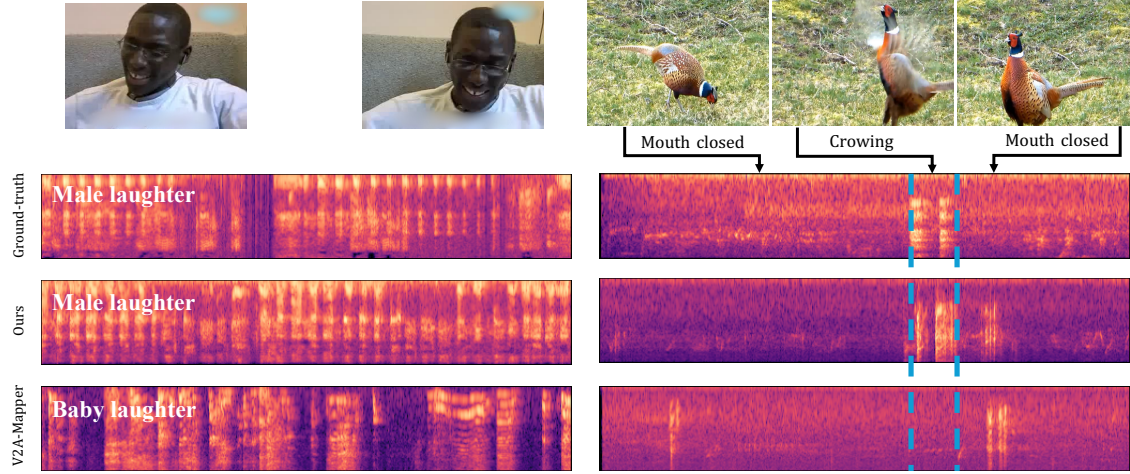 Mouth closed
Crowing
Mouth closed
Ground-truth
Male laughter
Ours
Male laughter
V2A-Mapper
Baby laughter